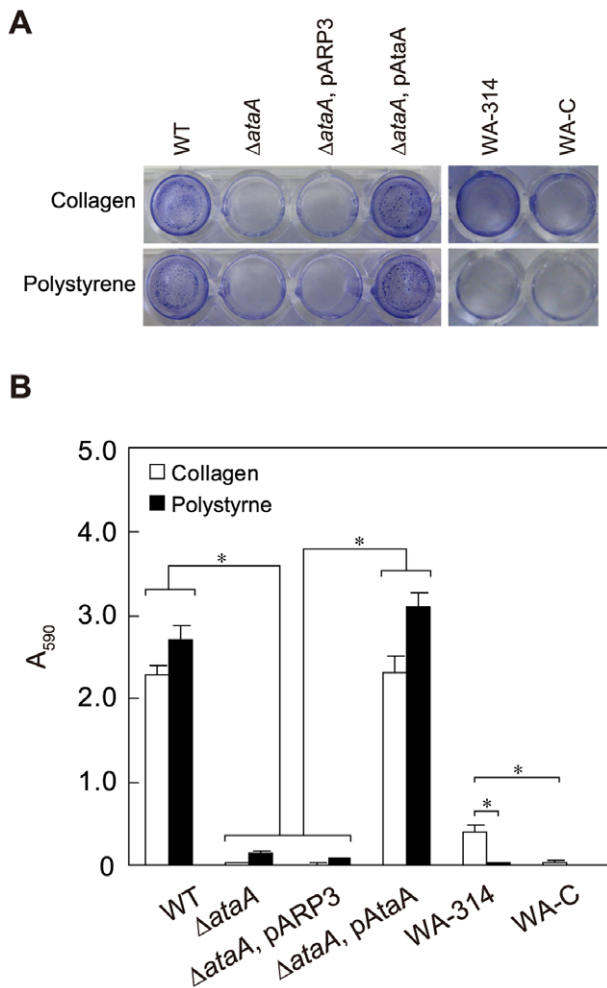 A
WT
ΔataA
ΔataA, pARP3
ΔataA, pAtaA
WA-314
WA-C
Collagen
Polystyrene
B
5.0
4.0
3.0
2.0
1.0
0
A590
Collagen
Polystyrne
*
*
*
*
WT
ΔataA
ΔataA, pARP3
ΔataA, pAtaA
WA-314
WA-C